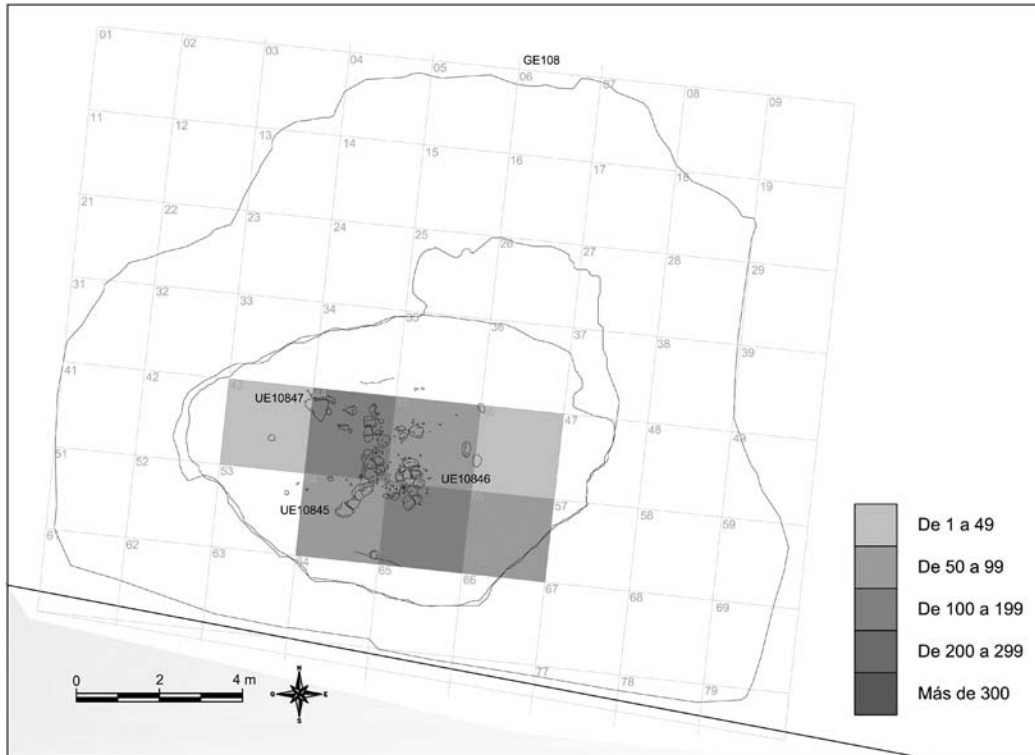 GE108
01 02 03 04 05 06 07 08 09
11 12 13 14 15 16 17 18 19
21 22 23 24 25 26 27 28 29
31 32 33 34 35 36 37 38 39
41 42 43 47 48 49
UE10847
51 52 53 57 58 59
UE10846
UE10845
6 62 63 64 65 66 67 68 69
77 78 79
De 1 a 49
De 50 a 99
De 100 a 199
De 200 a 299
Más de 300
0 2 4 m
N
O E
S